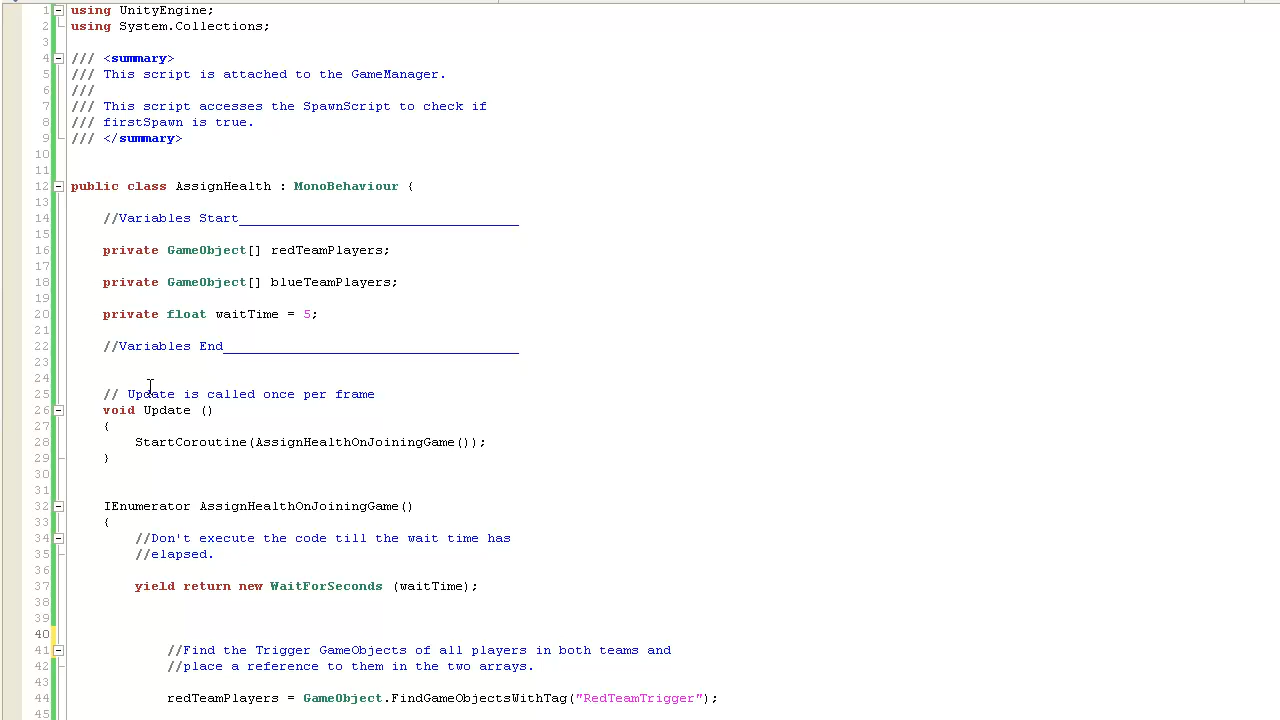 1 using UnityEngine;
2 using System.Collections;
3
4 /// <summary>
5 /// This script is attached to the GameManager.
6 ///
7 /// This script accesses the SpawnScript to check if
8 /// firstSpawn is true.
9 /// </summary>
10
11
12 public class AssignHealth : MonoBehaviour {
13
14 //Variables Start___________________________________
15
16 private GameObject[] redTeamPlayers;
17
18 private GameObject[] blueTeamPlayers;
19
20 private float waitTime = 5;
21
22 //Variables End_____________________________________
23
24
25 // Update is called once per frame
26 void Update ()
27 {
28 StartCoroutine(AssignHealthOnJoiningGame());
29 }
30
31
32 IEnumerator AssignHealthOnJoiningGame()
33 {
34 //Don't execute the code till the wait time has
35 //elapsed.
36
37 yield return new WaitForSeconds (waitTime);
38
39
40
41 //Find the Trigger GameObjects of all players in both teams and
42 //place a reference to them in the two arrays.
43
44 redTeamPlayers = GameObject.FindGameObjectsWithTag("RedTeamTrigger");
45